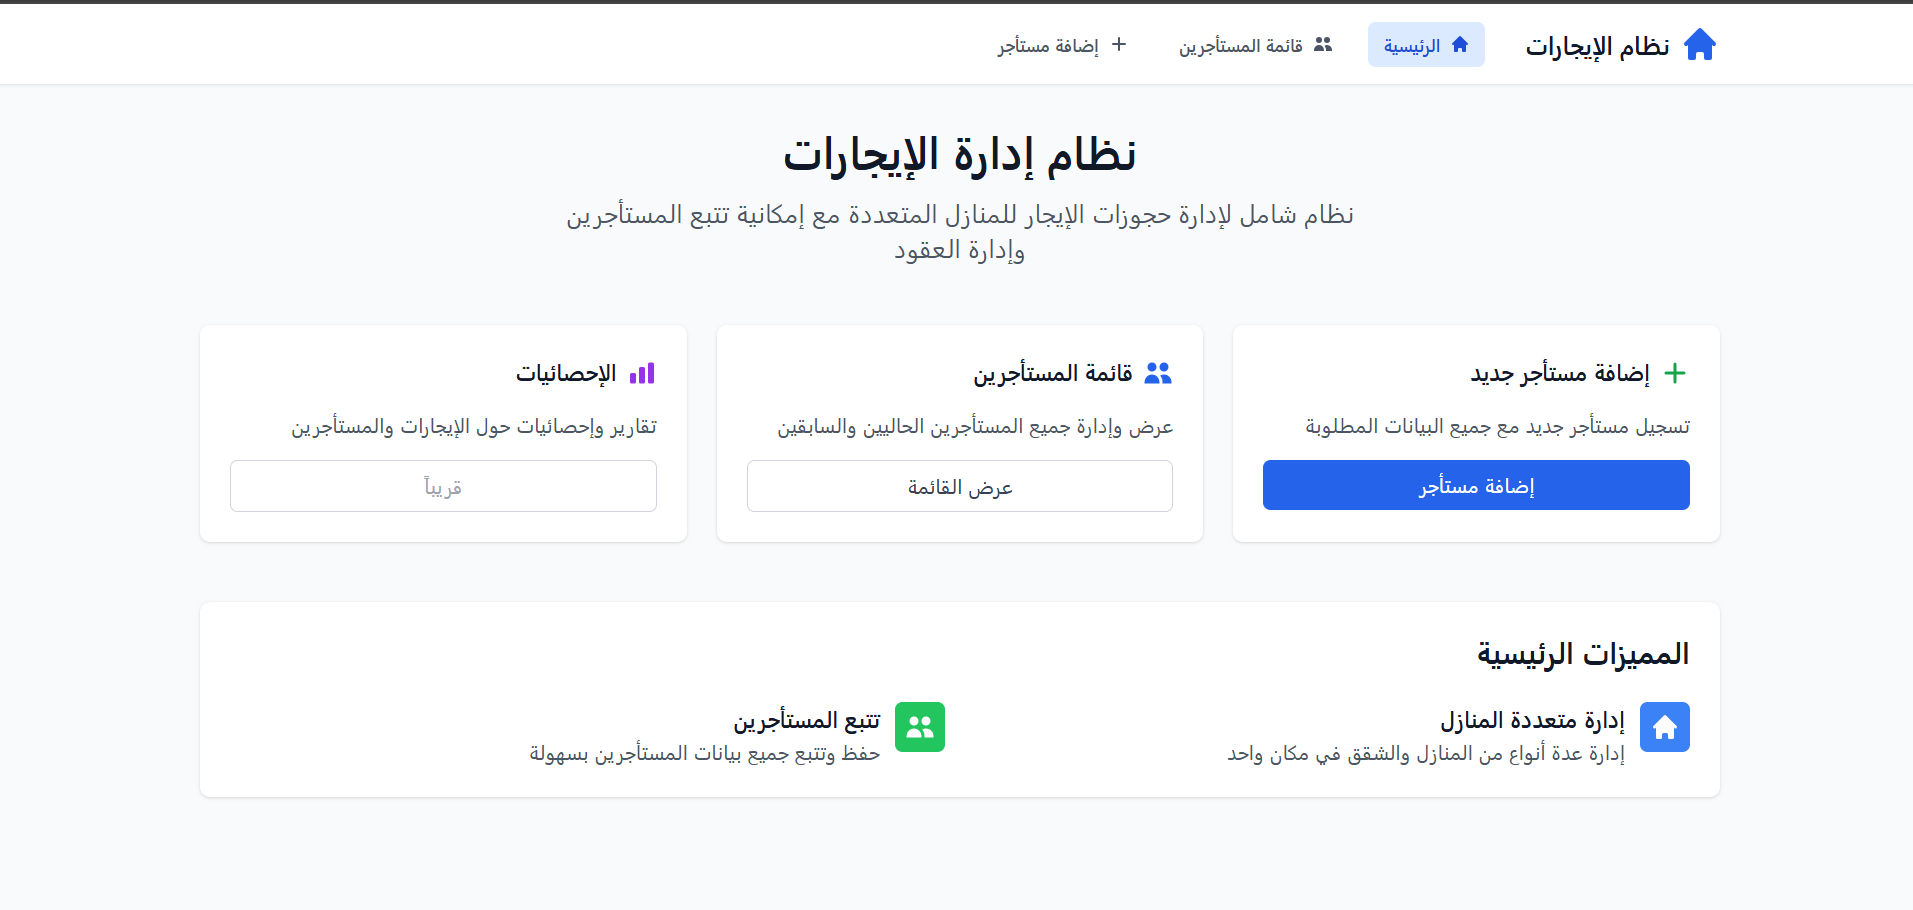 نظام الإيجارات
الرئيسية
قائمة المستأجرين
إضافة مستأجر
نظام إدارة الإيجارات
نظام شامل لإدارة حجوزات الإيجار للمنازل المتعددة مع إمكانية تتبع المستأجرين
وإدارة العقود
إضافة مستأجر جديد
تسجيل مستأجر جديد مع جميع البيانات المطلوبة
إضافة مستأجر
قائمة المستأجرين
عرض وإدارة جميع المستأجرين الحاليين والسابقين
عرض القائمة
الإحصائيات
تقارير وإحصائيات حول الإيجارات والمستأجرين
قريباً
المميزات الرئيسية
إدارة متعددة المنازل
إدارة عدة أنواع من المنازل والشقق في مكان واحد
تتبع المستأجرين
حفظ وتتبع جميع بيانات المستأجرين بسهولة